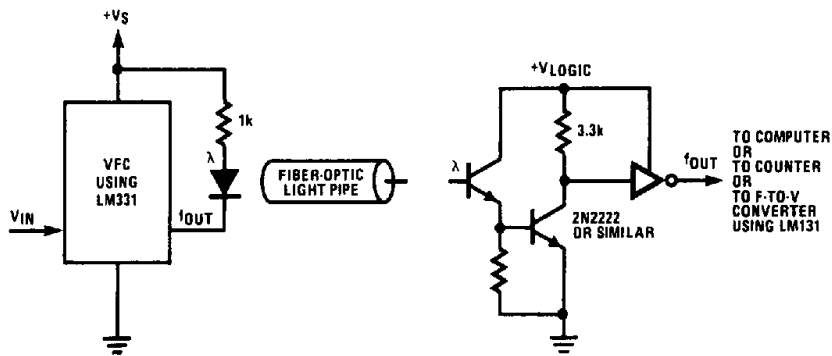 +VS
1k
λ
VFC
USING
LM331
fOUT
VIN
FIBER-OPTIC
LIGHT PIPE
+VLOGIC
3.3k
λ
2N2222
OR SIMILAR
fOUT
TO COMPUTER
OR
TO COUNTER
OR
TO F-TO-V
CONVERTER
USING LM131